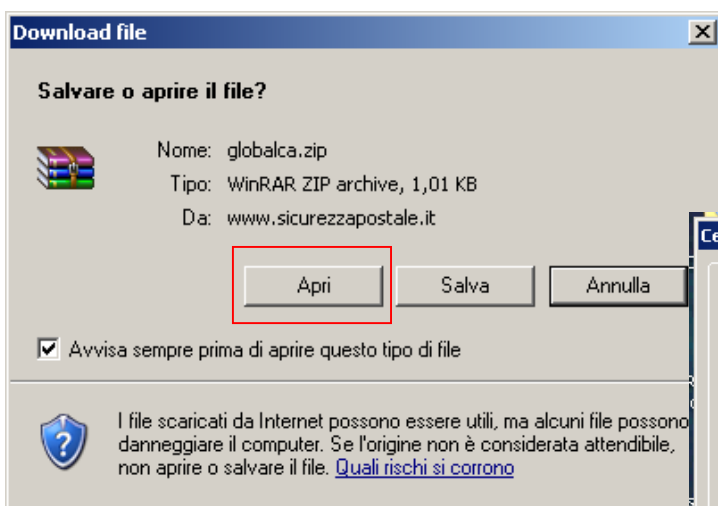 Download file
Salvare o aprire il file?
Nome: globalca.zip
Tipo: WinRAR ZIP archive, 1,01 KB
Da: www.sicurezzapostale.it
Ce
Apri Salva Annulla
Avvisa sempre prima di aprire questo tipo di file
I file scaricati da Internet possono essere utili, ma alcuni file possono
danneggiare il computer. Se l'origine non è considerata attendibile,
non aprire o salvare il file. Quali rischi si corrono